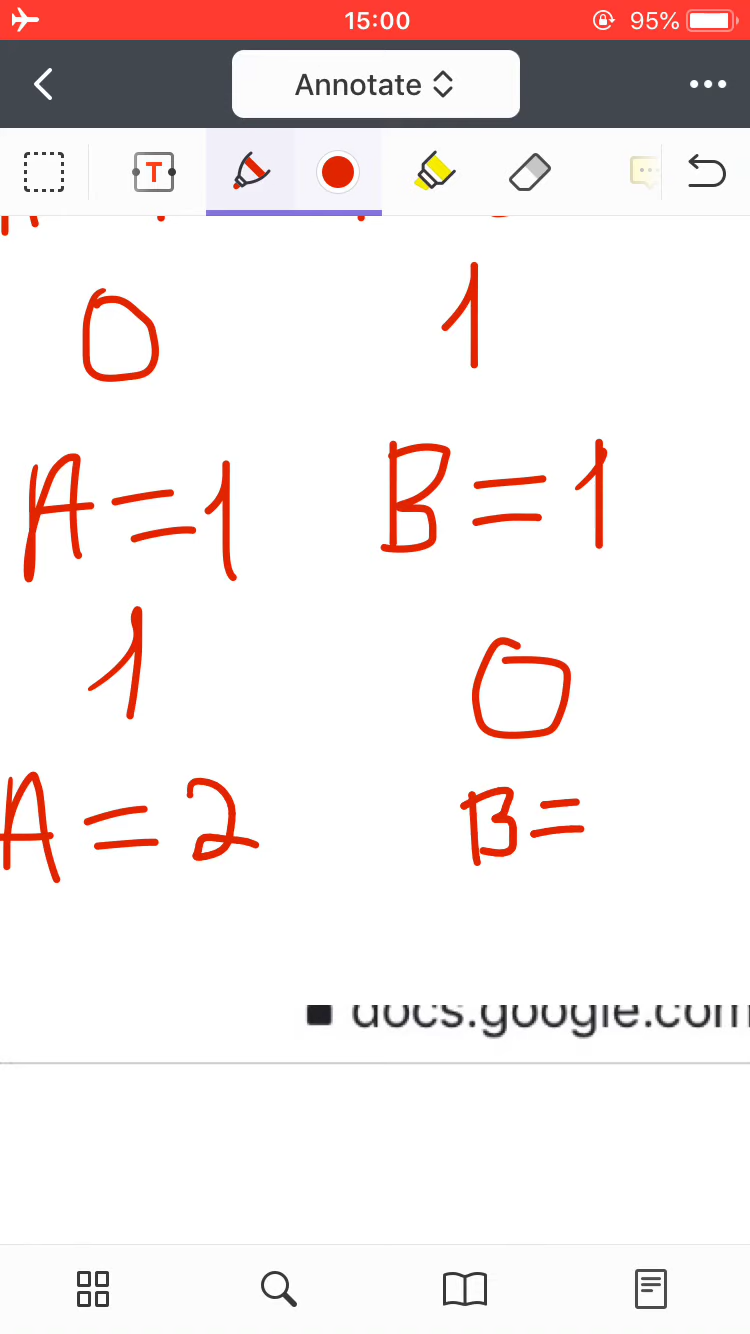 15:00 95%
Annotate
T
0 1
A=1 B=1
1 0
A=2 B=
docs.google.com